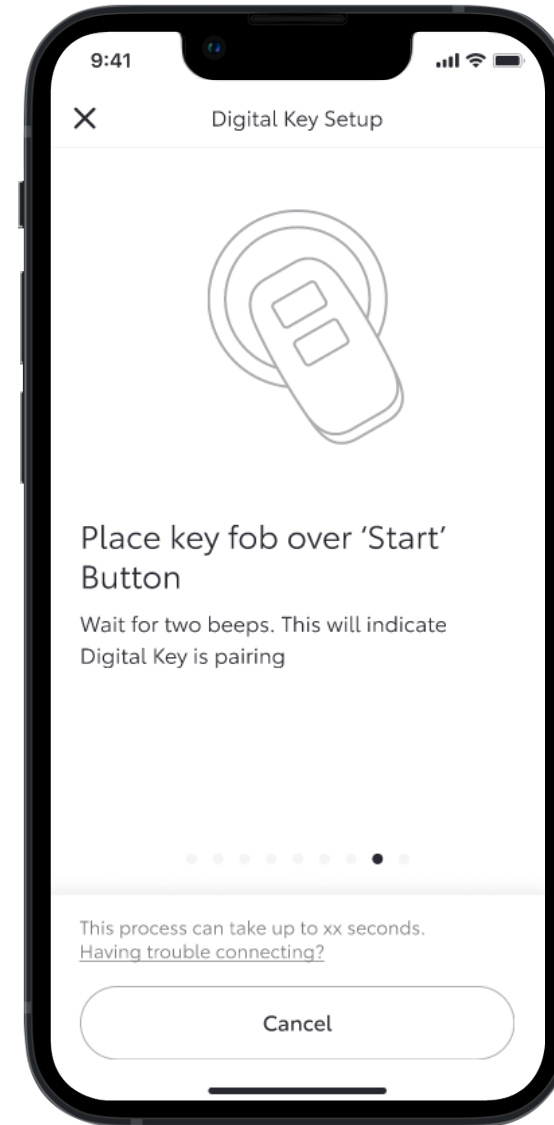 9:41
Digital Key Setup
Place key fob over ‘Start’
Button
Wait for two beeps. This will indicate
Digital Key is pairing
This process can take up to xx seconds.
Having trouble connecting?
Cancel